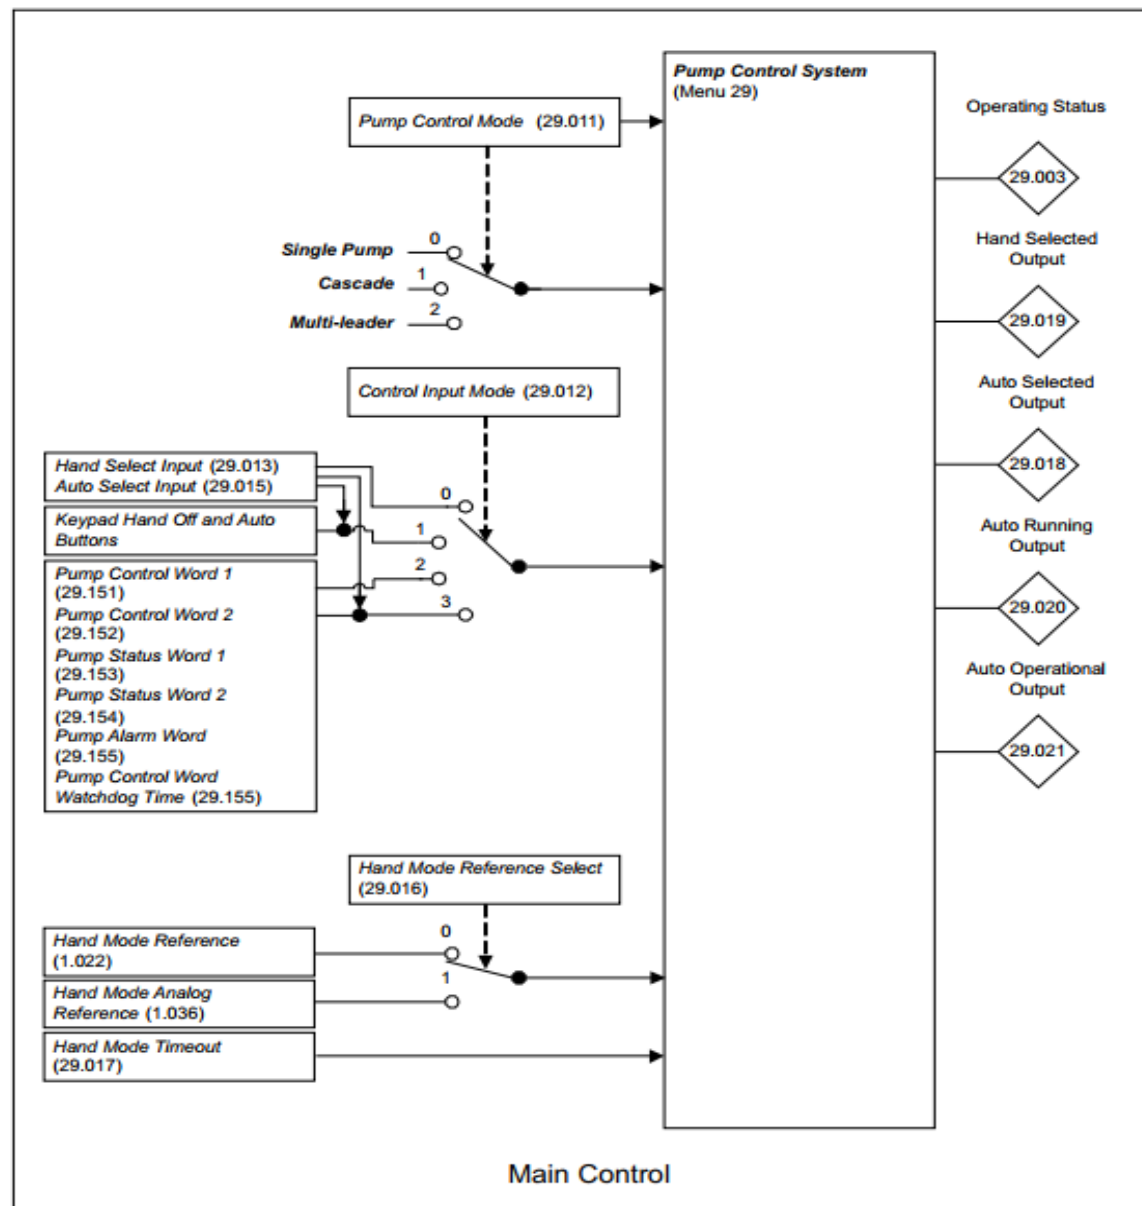 Pump Control System
(Menu 29)
Pump Control Mode (29.011)
Operating Status
29.003
Single Pump
0
Cascade
1
Multi-leader
2
Hand Selected
Output
29.019
Control Input Mode (29.012)
Auto Selected
Output
29.018
Hand Select Input (29.013)
Auto Select Input (29.015)
Keypad Hand Off and Auto
Buttons
Pump Control Word 1
(29.151)
Pump Control Word 2
(29.152)
Pump Status Word 1
(29.153)
Pump Status Word 2
(29.154)
Pump Alarm Word
(29.155)
Pump Control Word
Watchdog Time (29.155)
0
1
2
3
Auto Running
Output
29.020
Auto Operational
Output
29.021
Hand Mode Reference Select
(29.016)
Hand Mode Reference
(1.022)
0
Hand Mode Analog
Reference (1.036)
1
Hand Mode Timeout
(29.017)
Main Control